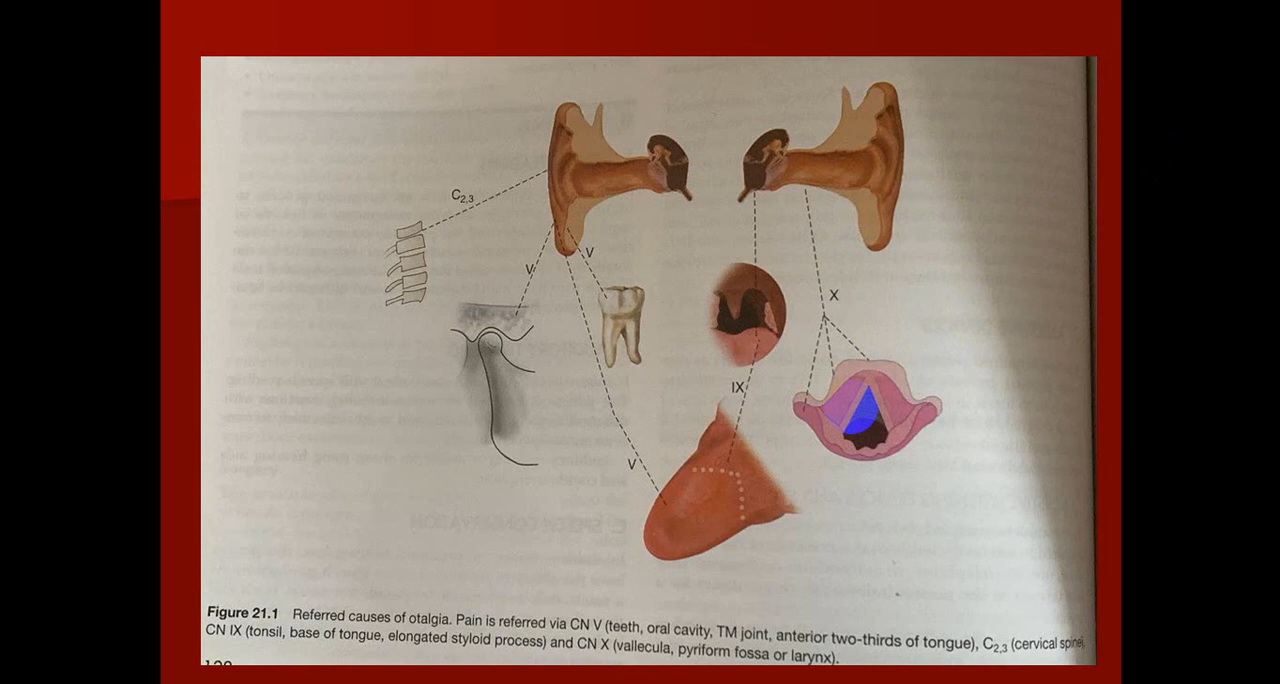 C2,3
V
V
X
IX
V
Figure 21.1 Referred causes of otalgia. Pain is referred via CN V (teeth, oral cavity, TM joint, anterior two-thirds of tongue), C2,3 (cervical spine),
CN IX (tonsil, base of tongue, elongated styloid process) and CN X (vallecula, pyriform fossa or larynx).